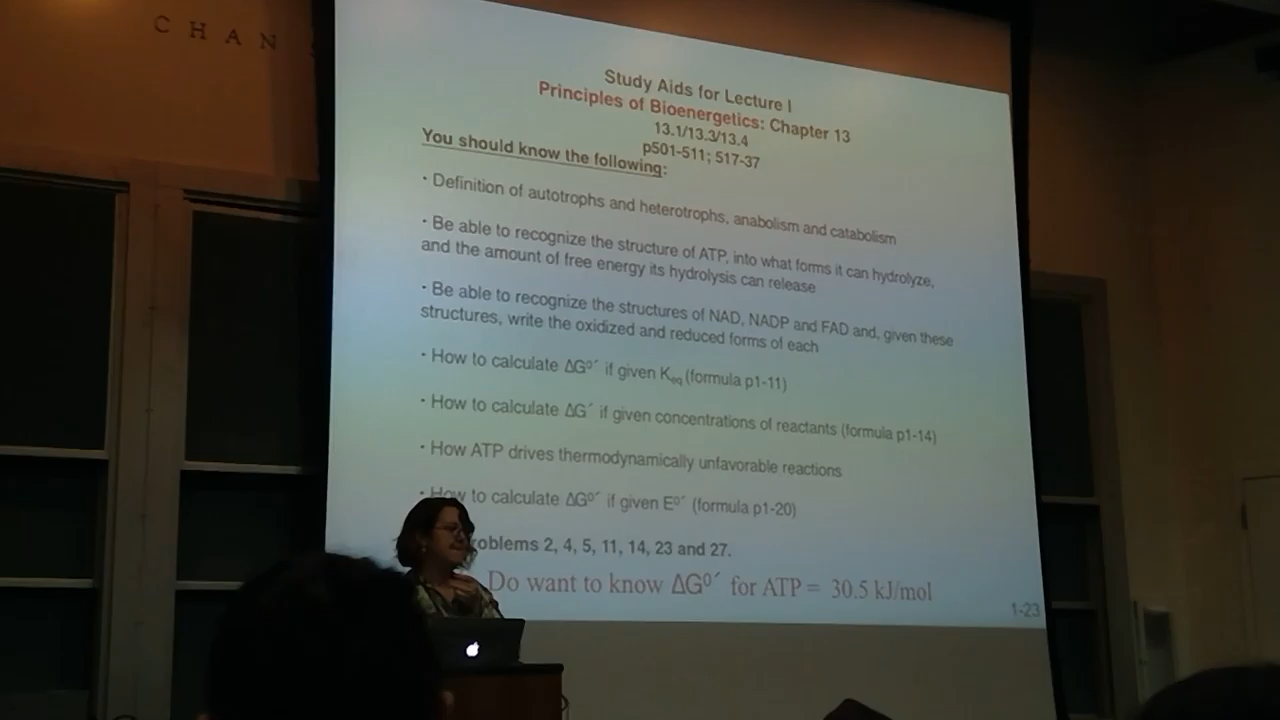 CHAN
Study Aids for Lecture I
Principles of Bioenergetics: Chapter 13
13.1/13.3/13.4
p501-511; 517-37
You should know the following:
· Definition of autotrophs and heterotrophs, anabolism and catabolism
· Be able to recognize the structure of ATP, into what forms it can hydrolyze,
and the amount of free energy its hydrolysis can release
· Be able to recognize the structures of NAD, NADP and FAD and, given these
structures, write the oxidized and reduced forms of each
· How to calculate ΔG°′ if given Keq (formula p1-11)
· How to calculate ΔG′ if given concentrations of reactants (formula p1-14)
· How ATP drives thermodynamically unfavorable reactions
· How to calculate ΔG°′ if given E°′ (formula p1-20)
oblems 2, 4, 5, 11, 14, 23 and 27.
Do want to know ΔG°′ for ATP = 30.5 kJ/mol
1-23